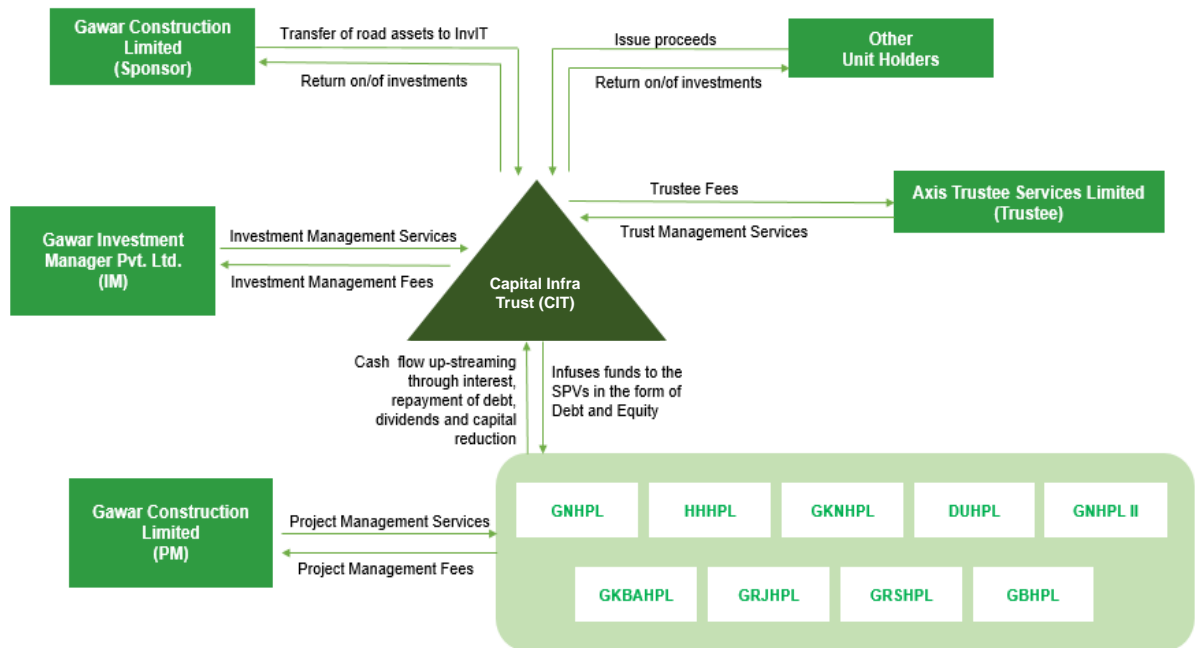 Gawar Construction
Limited
(Sponsor)
Transfer of road assets to InvIT
Return on/of investments
Issue proceeds
Return on/of investments
Other
Unit Holders
Trustee Fees
Trust Management Services
Axis Trustee Services Limited
(Trustee)
Gawar Investment
Manager Pvt. Ltd.
(IM)
Investment Management Services
Investment Management Fees
Capital Infra
Trust (CIT)
Cash flow up-streaming
through interest,
repayment of debt,
dividends and capital
reduction
Infuses funds to the
SPVs in the form of
Debt and Equity
Gawar Construction
Limited
(PM)
Project Management Services
Project Management Fees
GNHPL
HHHPL
GKNHPL
DUHPL
GNHPL II
GKBAHPL
GRJHPL
GRSHPL
GBHPL